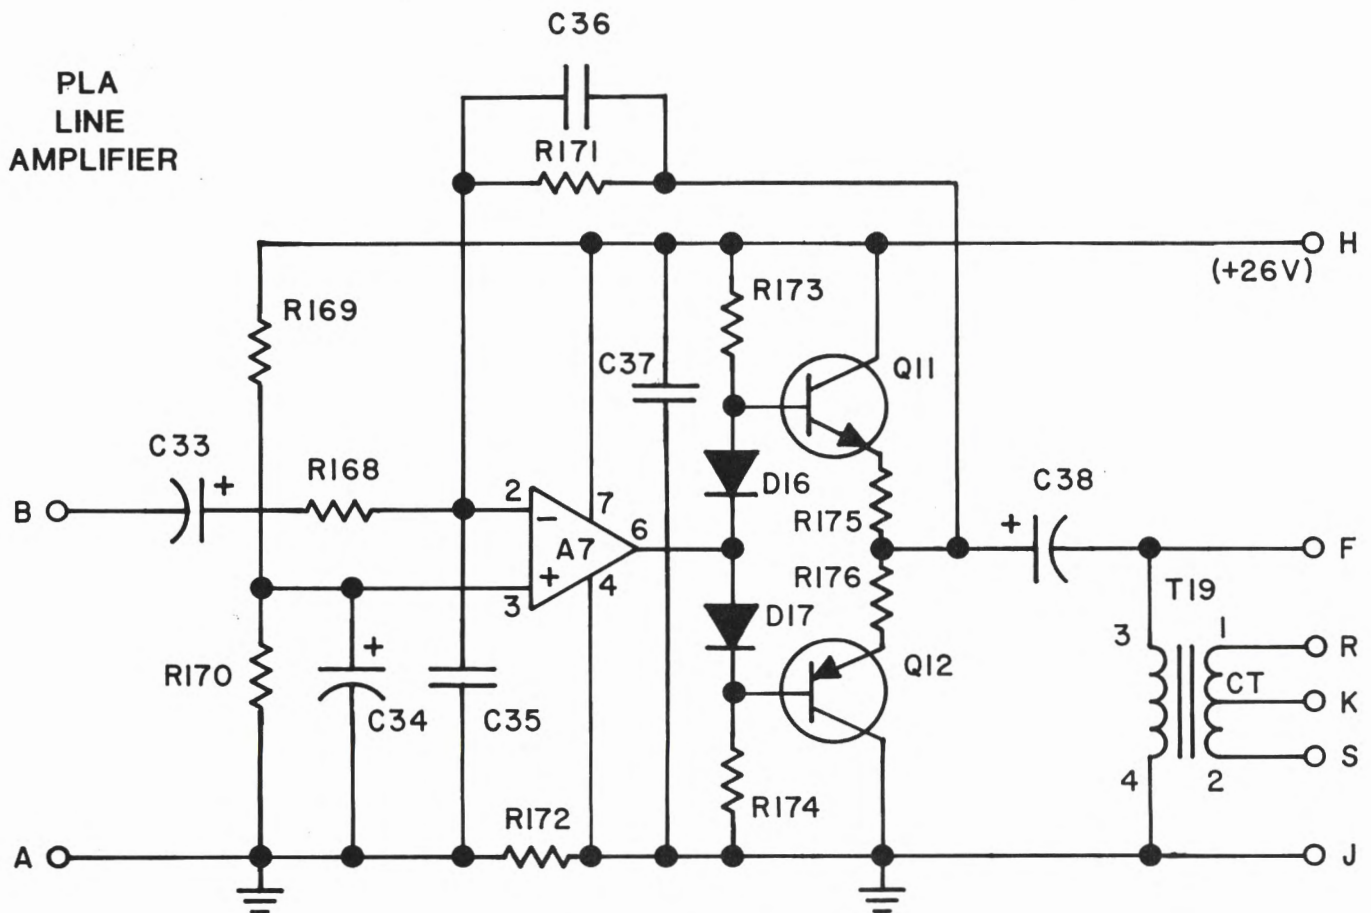 C36
PLA
LINE
AMPLIFIER
R171
H
(+26V)
R173
R169
C37
Q11
C33
+
R168
D16
C38
B
2
7
-
A7
6
R175
+
+
3
4
R176
F
D17
T19
3
1
R
R170
+
Q12
CT
K
C34
C35
S
4
2
R172
R174
A
J